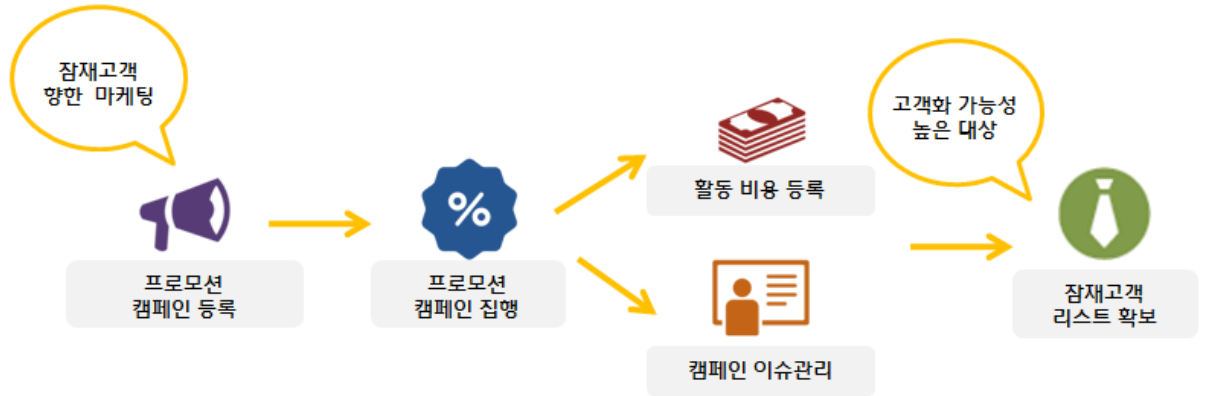 잠재고객
향한 마케팅
프로모션
캠페인 등록
%
프로모션
캠페인 집행
활동 비용 등록
캠페인 이슈관리
고객화 가능성
높은 대상
잠재고객
리스트 확보